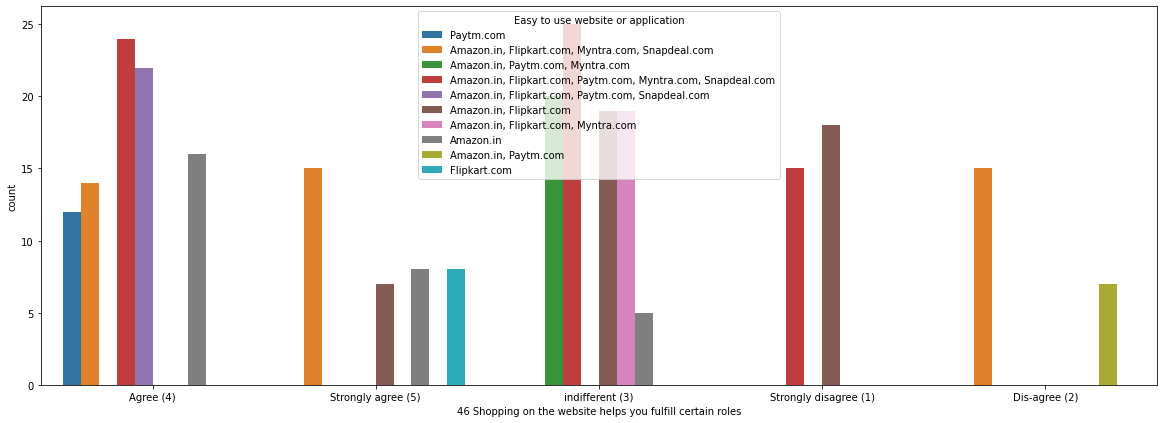 Easy to use website or application
Paytm.com
Amazon.in, Flipkart.com, Myntra.com, Snapdeal.com
Amazon.in, Paytm.com, Myntra.com
Amazon.in, Flipkart.com, Paytm.com, Myntra.com, Snapdeal.com
Amazon.in, Flipkart.com, Paytm.com, Snapdeal.com
Amazon.in, Flipkart.com
Amazon.in, Flipkart.com, Myntra.com
Amazon.in
Amazon.in, Paytm.com
Flipkart.com
25
20
15
10
5
0
count
Agree (4)
Strongly agree (5)
indifferent (3)
Strongly disagree (1)
Dis-agree (2)
46 Shopping on the website helps you fulfill certain roles